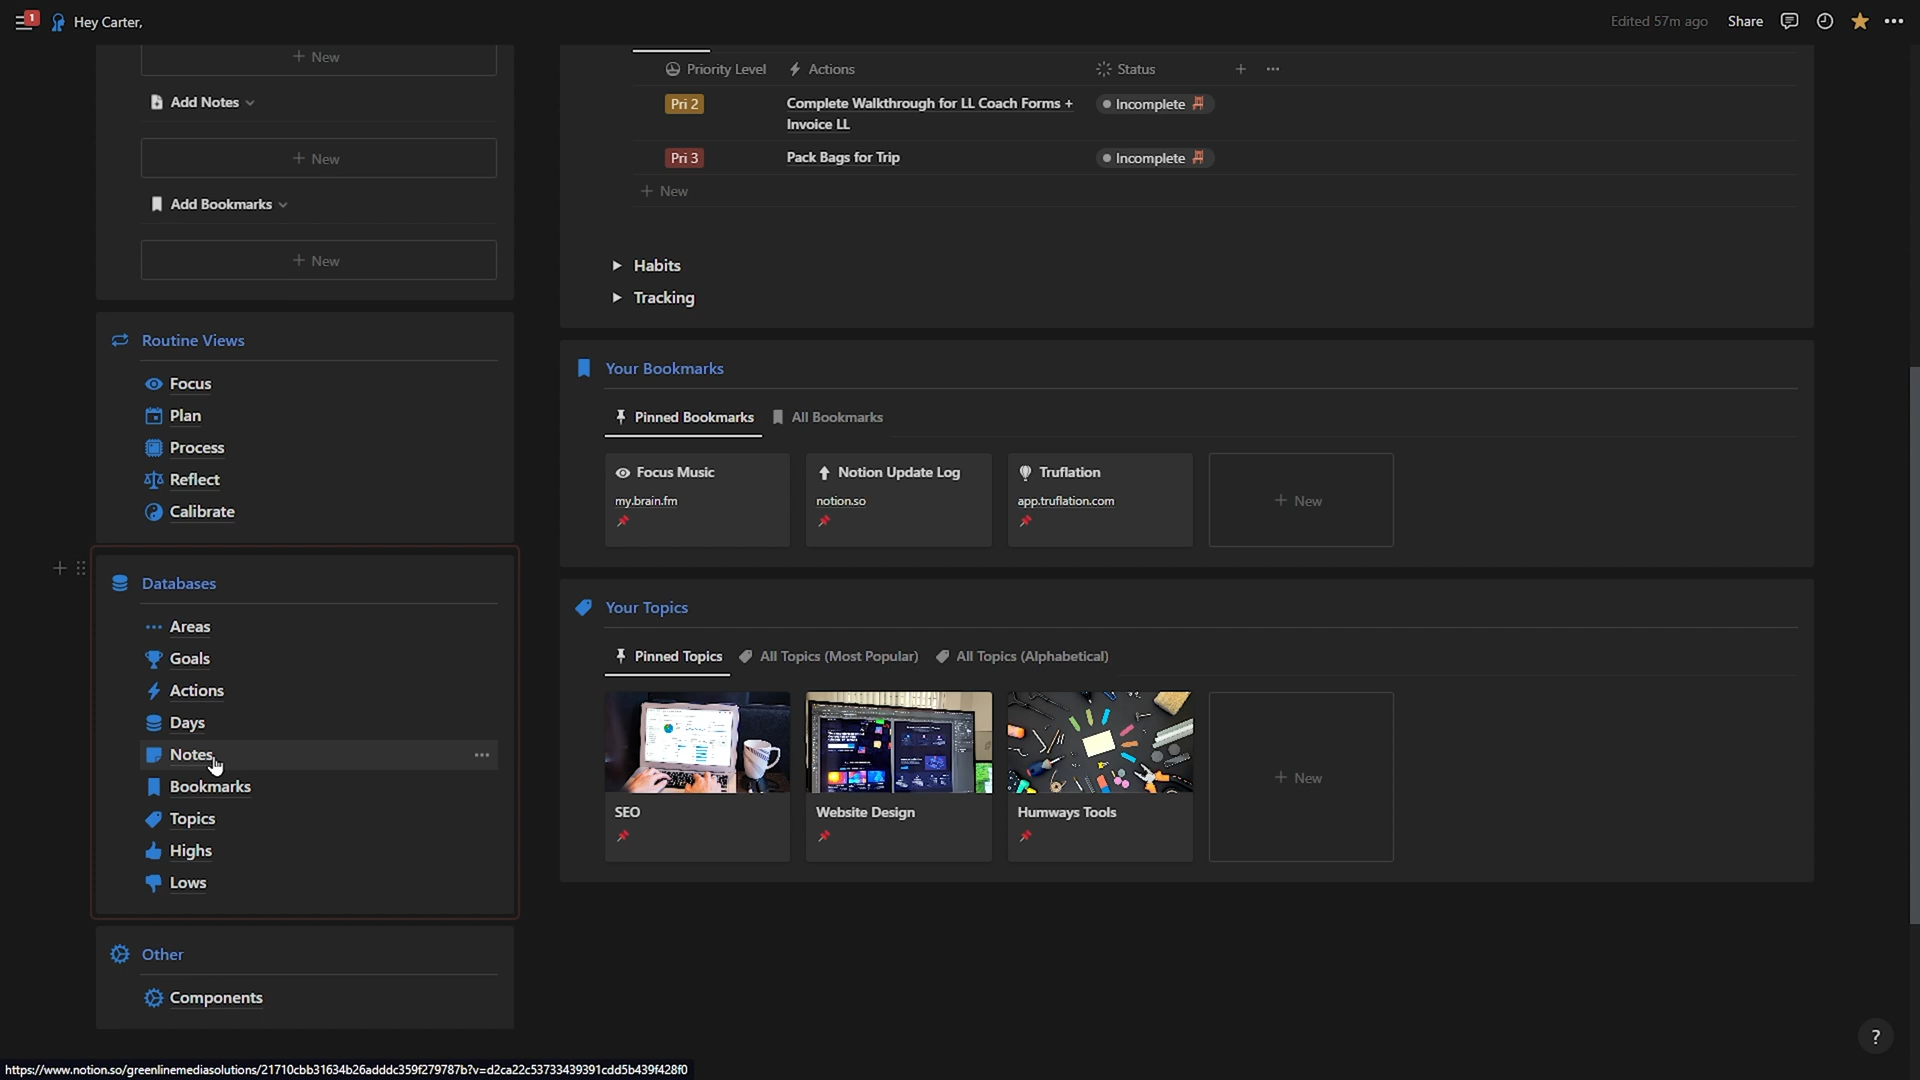 1
Hey Carter,
Edited 57m ago
Share
+ New
Add Notes
+ New
Add Bookmarks
+ New
Routine Views
Focus
Plan
Process
Reflect
Calibrate
Databases
Areas
Goals
Actions
Days
Notes
Bookmarks
Topics
Highs
Lows
Other
Components
Priority Level
Actions
Status
Pri 2
Complete Walkthrough for LL Coach Forms +
Invoice LL
Incomplete
Pri 3
Pack Bags for Trip
Incomplete
+ New
Habits
Tracking
Your Bookmarks
Pinned Bookmarks
All Bookmarks
Focus Music
my.brain.fm
Notion Update Log
notion.so
Truflation
app.truflation.com
+ New
Your Topics
Pinned Topics
All Topics (Most Popular)
All Topics (Alphabetical)
SEO
Website Design
Humways Tools
+ New
?
https://www.notion.so/greenlinemediasolutions/21710cbb31634b26adddc359f279787b?v=d2ca22c53733439391cdd5b439f428f0